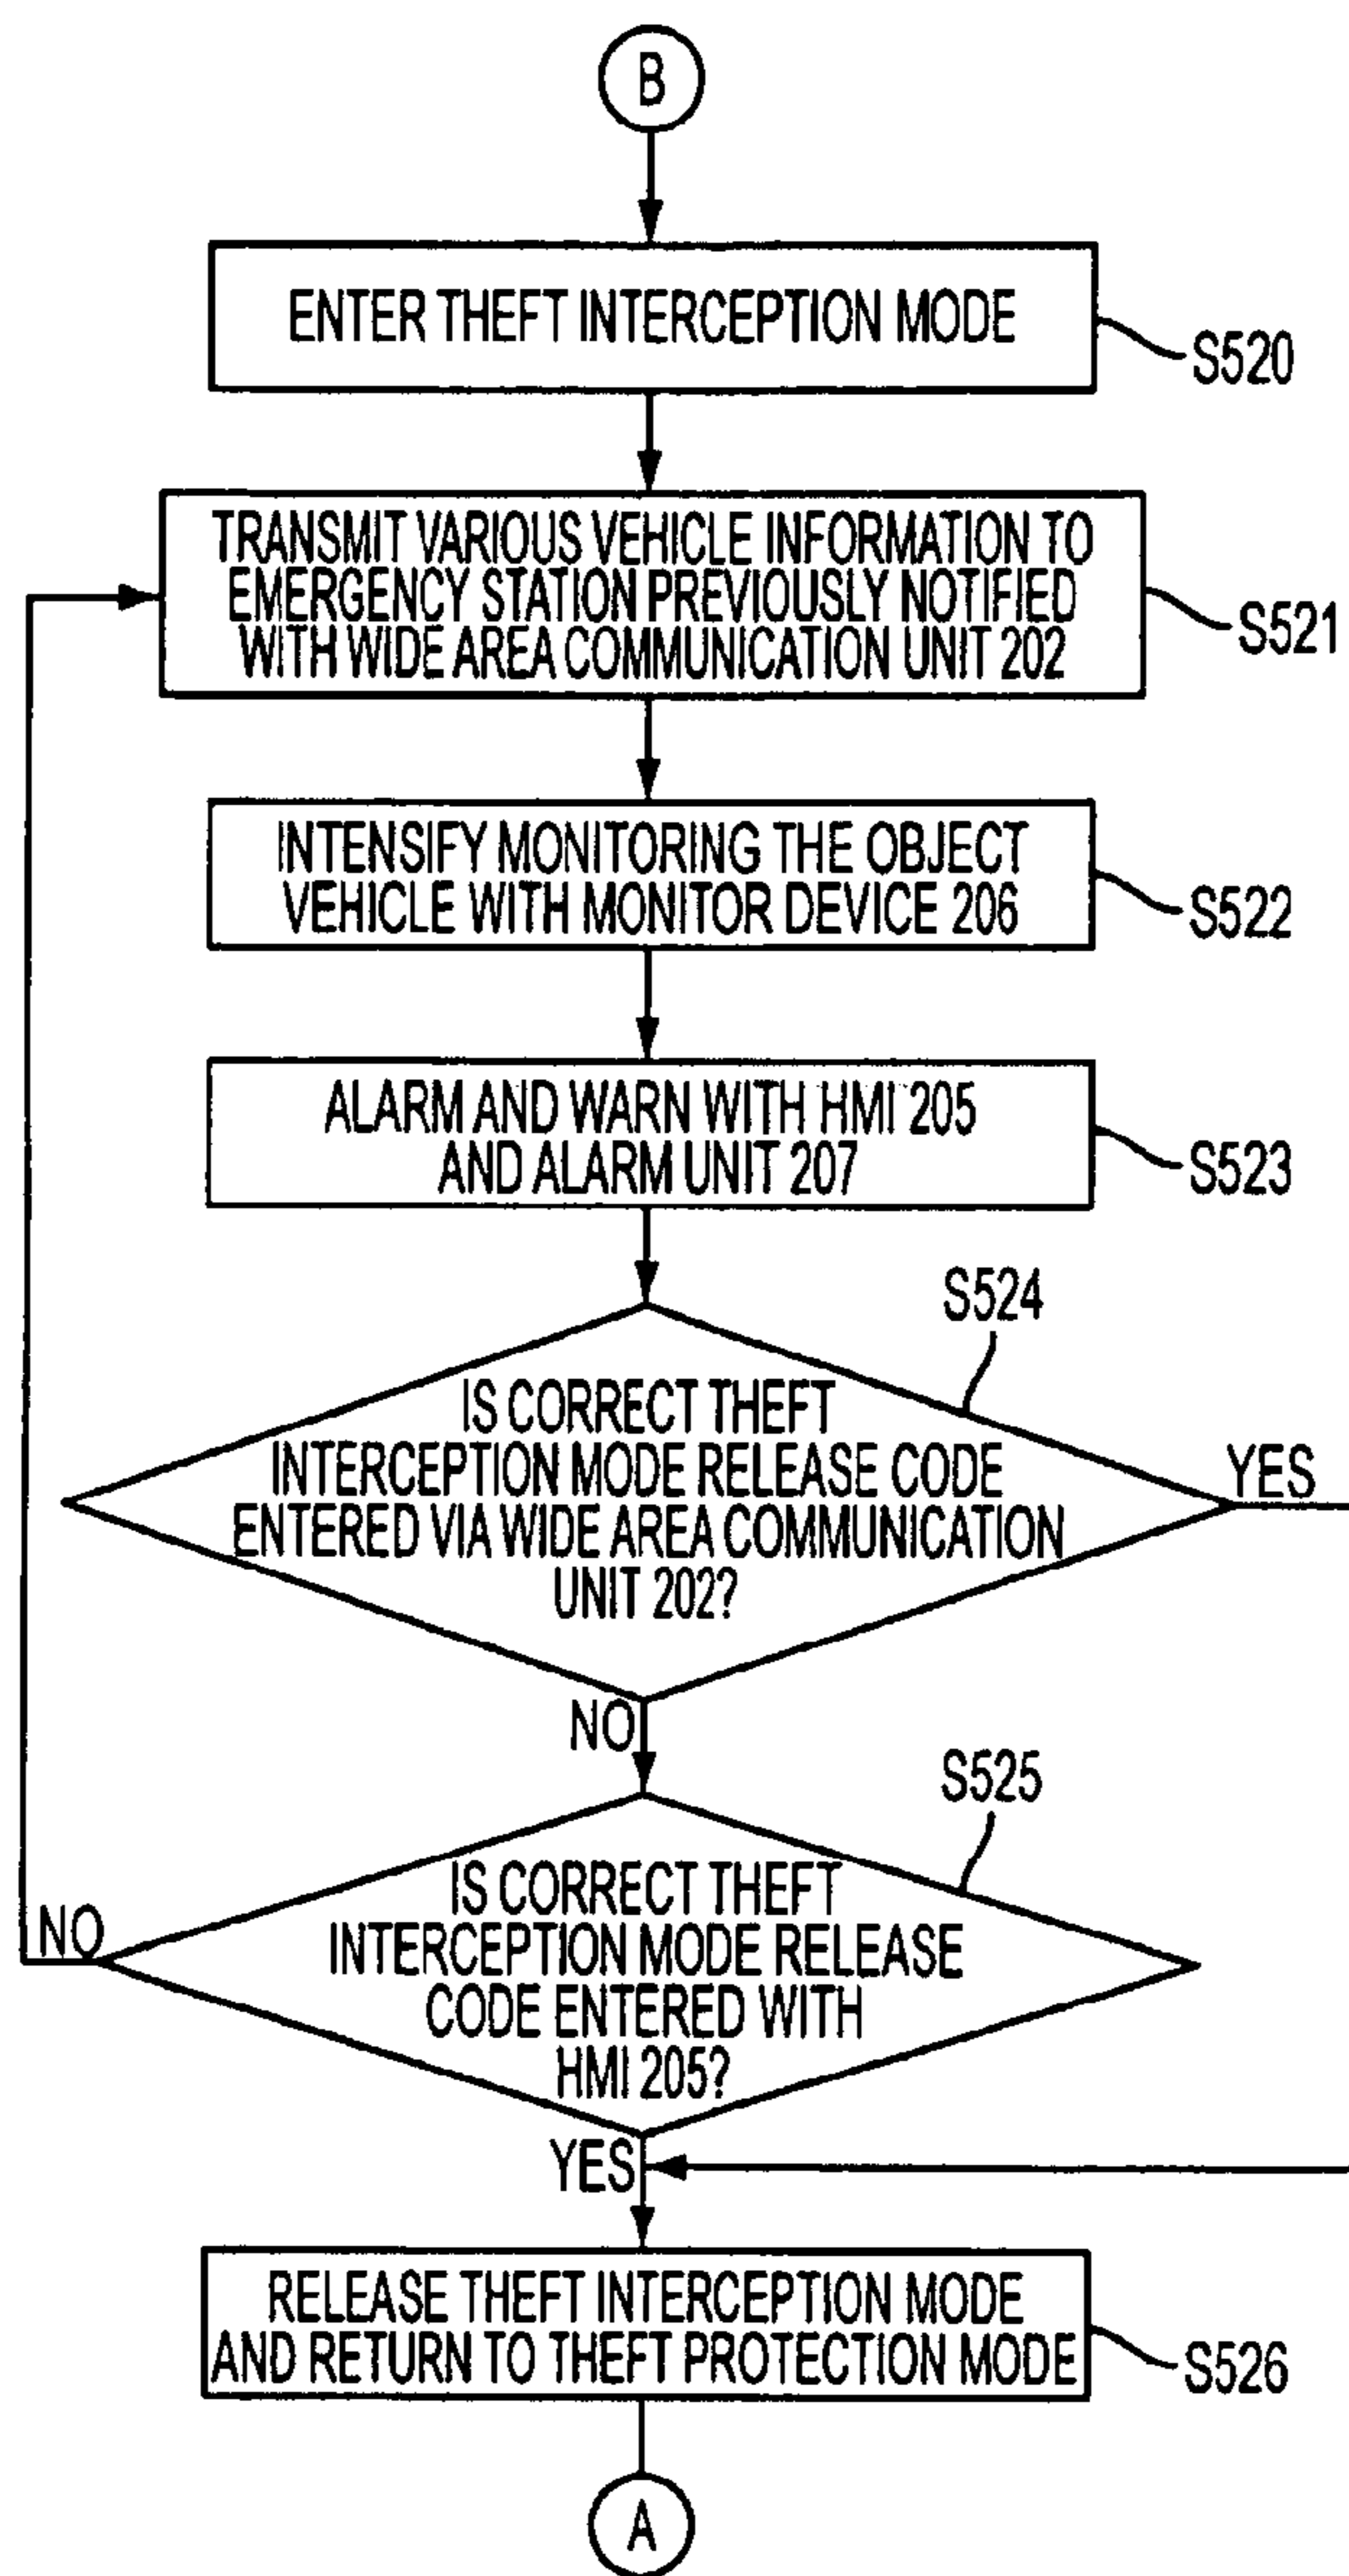 B
ENTER THEFT INTERCEPTION MODE
S520
TRANSMIT VARIOUS VEHICLE INFORMATION TO
EMERGENCY STATION PREVIOUSLY NOTIFIED
WITH WIDE AREA COMMUNICATION UNIT 202
S521
INTENSIFY MONITORING THE OBJECT
VEHICLE WITH MONITOR DEVICE 206
S522
ALARM AND WARN WITH HMI 205
AND ALARM UNIT 207
S523
S524
IS CORRECT THEFT
INTERCEPTION MODE RELEASE CODE
ENTERED VIA WIDE AREA COMMUNICATION
UNIT 202?
YES
NO
S525
IS CORRECT THEFT
INTERCEPTION MODE RELEASE
CODE ENTERED WITH
HMI 205?
NO
YES
RELEASE THEFT INTERCEPTION MODE
AND RETURN TO THEFT PROTECTION MODE
S526
A